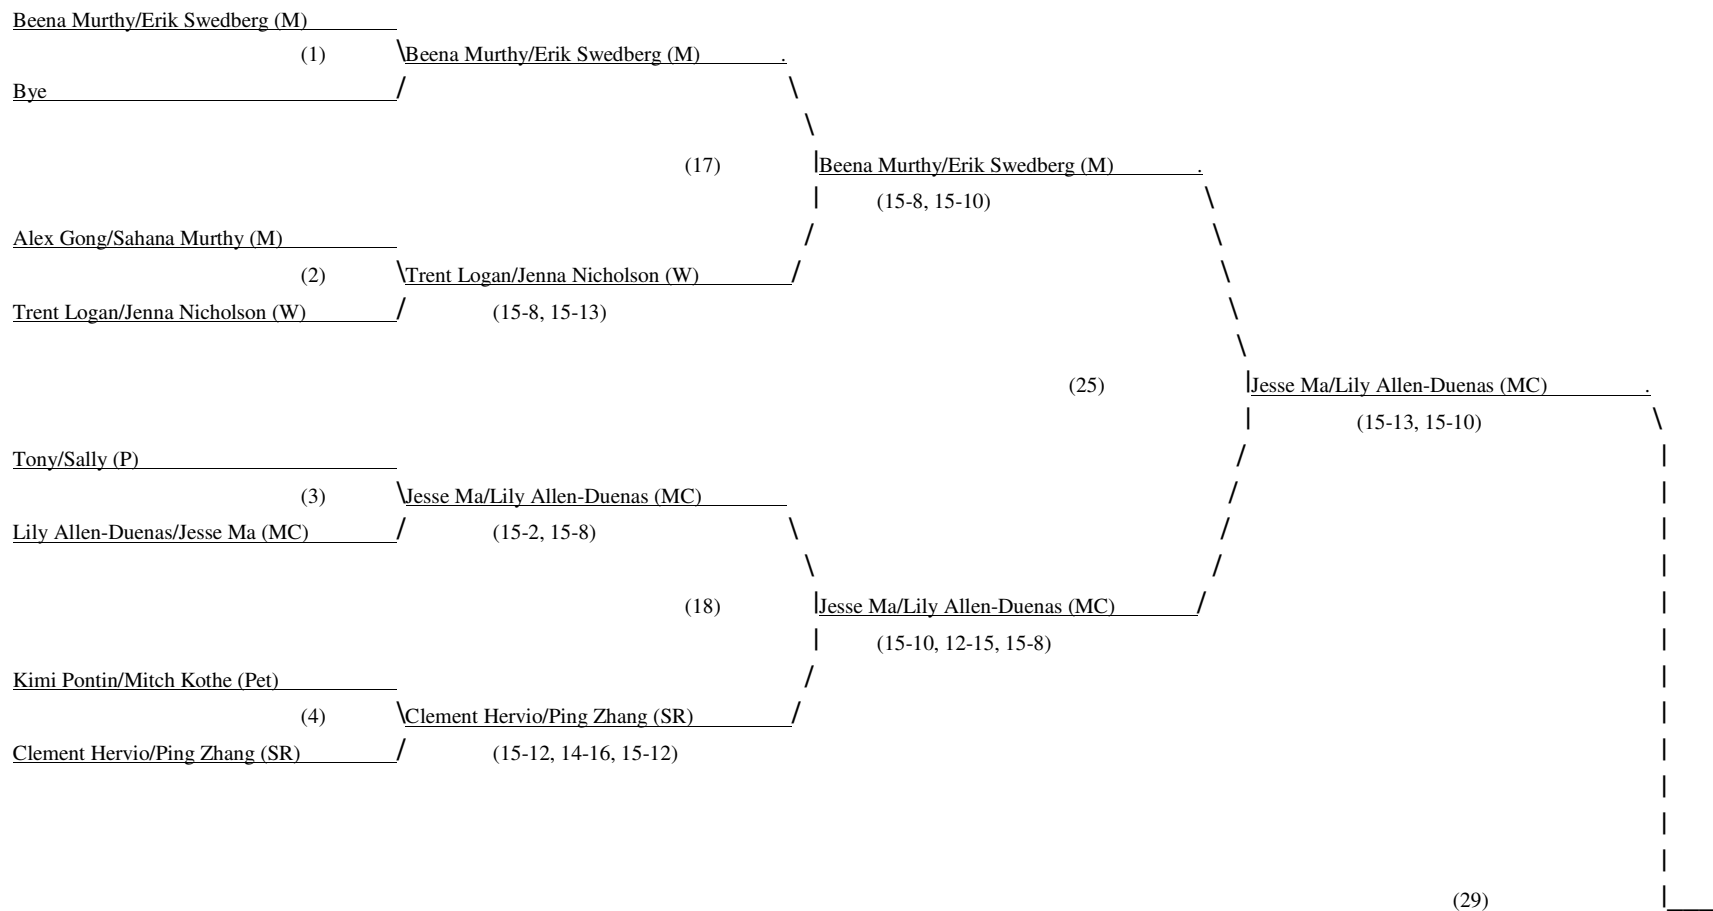 Beena Murthy/Erik Swedberg (M)
(1) \Beena Murthy/Erik Swedberg (M) .
Bye / \
\
(17) |Beena Murthy/Erik Swedberg (M) .
| (15-8, 15-10) \
Alex Gong/Sahana Murthy (M) / \
(2) \Trent Logan/Jenna Nicholson (W) / \
Trent Logan/Jenna Nicholson (W) / (15-8, 15-13) \
\
(25) |Jesse Ma/Lily Allen-Duenas (MC) .
| (15-13, 15-10) \
Tony/Sally (P) / |
(3) \Jesse Ma/Lily Allen-Duenas (MC) / |
Lily Allen-Duenas/Jesse Ma (MC) / (15-2, 15-8) \ / |
\ / |
(18) |Jesse Ma/Lily Allen-Duenas (MC) / |
| (15-10, 12-15, 15-8) |
Kimi Pontin/Mitch Kothe (Pet) / |
(4) \Clement Hervio/Ping Zhang (SR) / |
Clement Hervio/Ping Zhang (SR) / (15-12, 14-16, 15-12) |
|
|
|
(29) |___